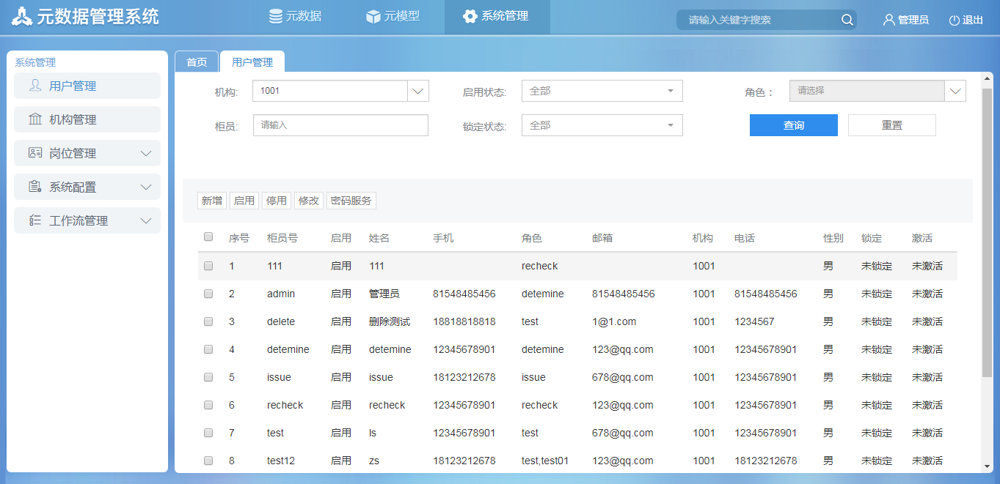 元数据管理系统 元数据 元模型 系统管理 请输入关键字搜索 管理员 退出
系统管理
用户管理
机构管理
岗位管理
系统配置
工作流管理
首页 用户管理
机构: 1001 启用状态: 全部 角色： 请选择
柜员: 请输入 锁定状态: 全部 查询 重置
新增 启用 停用 修改 密码服务
序号 柜员号 启用 姓名 手机 角色 邮箱 机构 电话 性别 锁定 激活
1 111 启用 111 recheck 1001 男 未锁定 未激活
2 admin 启用 管理员 81548485456 detemine 81548485456 1001 81548485456 男 未锁定 未激活
3 delete 启用 删除测试 18818818818 test 1@1.com 1001 1234567 男 未锁定 未激活
4 detemine 启用 detemine 12345678901 detemine 123@qq.com 1001 12345678901 男 未锁定 未激活
5 issue 启用 issue 18123212678 issue 678@qq.com 1001 12345678901 男 未锁定 未激活
6 recheck 启用 recheck 12345678901 recheck 123@qq.com 1001 12345678901 男 未锁定 未激活
7 test 启用 ls 12345678901 test 678@qq.com 1001 12345678901 男 未锁定 未激活
8 test12 启用 zs 18123212678 test,test01 123@qq.com 1001 18123212678 男 未锁定 未激活